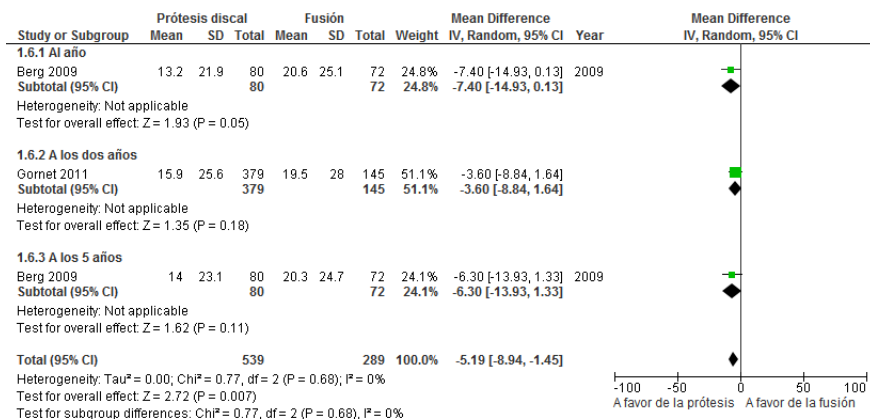 Prótesis discal Fusión Mean Difference Mean Difference
Study or Subgroup Mean SD Total Mean SD Total Weight IV, Random, 95% CI Year IV, Random, 95% CI
1.6.1 Al año
Berg 2009 13.2 21.9 80 20.6 25.1 72 24.8% -7.40 [-14.93, 0.13] 2009
Subtotal (95% CI) 80 72 24.8% -7.40 [-14.93, 0.13]
Heterogeneity: Not applicable
Test for overall effect: Z = 1.93 (P = 0.05)
1.6.2 A los dos años
Gornet 2011 15.9 25.6 379 19.5 28 145 51.1% -3.60 [-8.84, 1.64]
Subtotal (95% CI) 379 145 51.1% -3.60 [-8.84, 1.64]
Heterogeneity: Not applicable
Test for overall effect: Z = 1.35 (P = 0.18)
1.6.3 A los 5 años
Berg 2009 14 23.1 80 20.3 24.7 72 24.1% -6.30 [-13.93, 1.33] 2009
Subtotal (95% CI) 80 72 24.1% -6.30 [-13.93, 1.33]
Heterogeneity: Not applicable
Test for overall effect: Z = 1.62 (P = 0.11)
Total (95% CI) 539 289 100.0% -5.19 [-8.94, -1.45]
Heterogeneity: Tau² = 0.00; Chi² = 0.77, df = 2 (P = 0.68); I² = 0%
Test for overall effect: Z = 2.72 (P = 0.007)
Test for subgroup differences: Chi² = 0.77, df = 2 (P = 0.68), I² = 0%
-100 -50 0 50 100
A favor de la prótesis A favor de la fusión